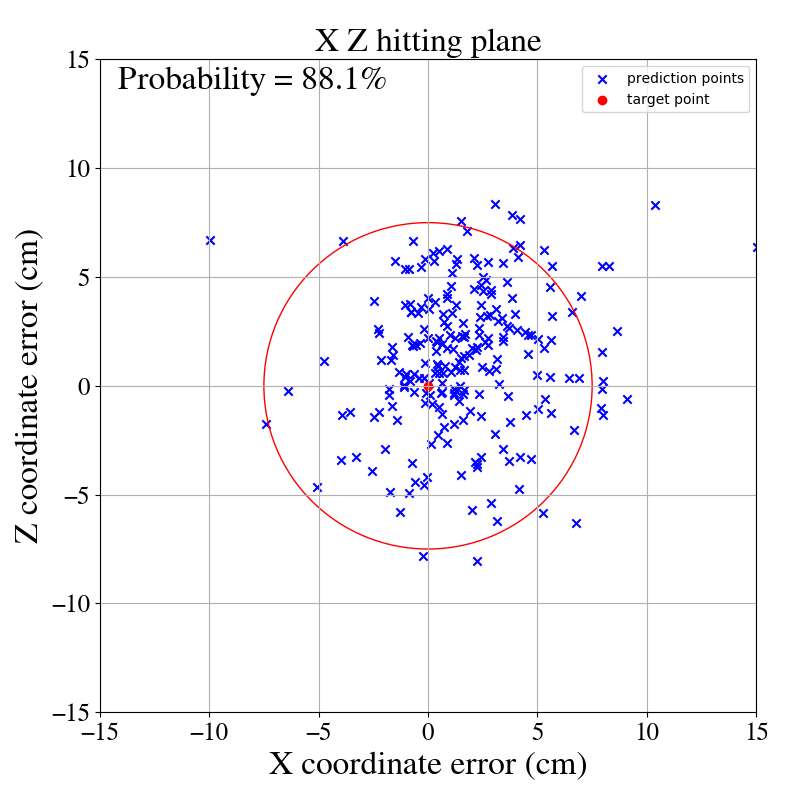 X Z hitting plane
Probability = 88.1%
prediction points
target point
15
10
5
0
−5
−10
−15
Z coordinate error (cm)
−15 −10 −5 0 5 10 15
X coordinate error (cm)